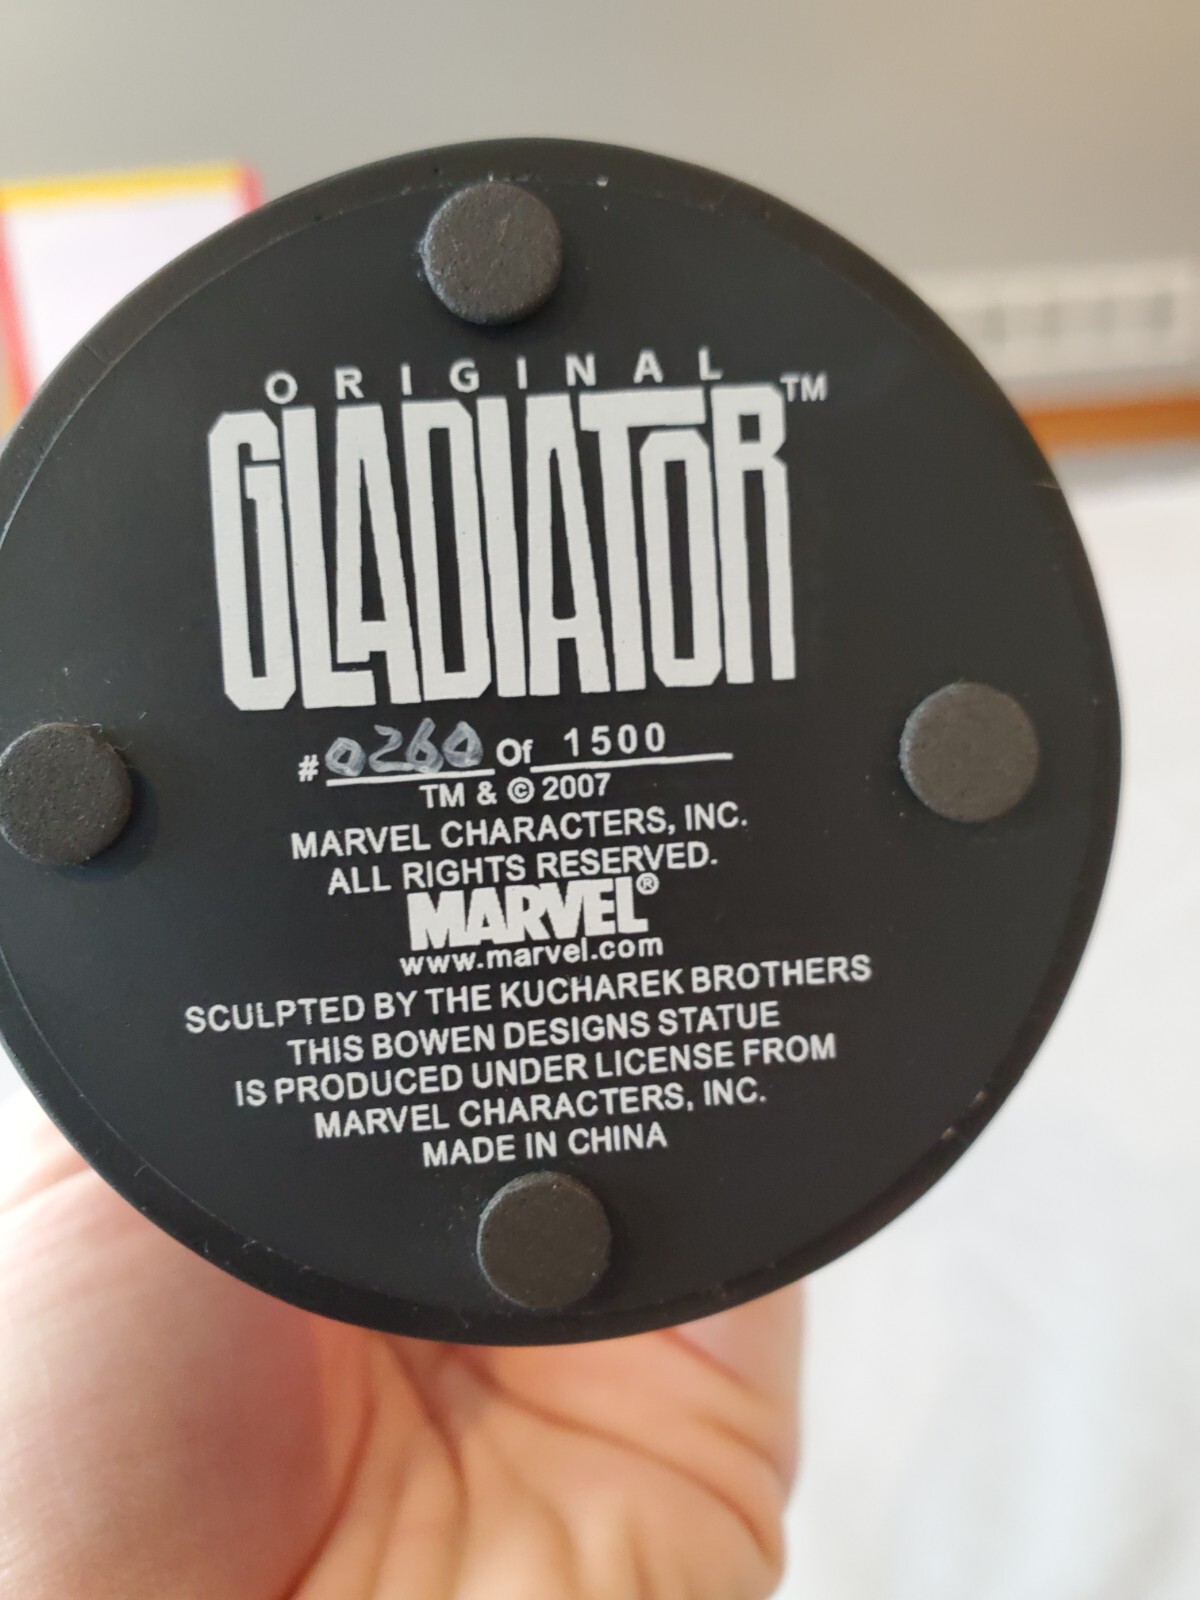 ORIGINAL
GLADIATOR™
#0260 Of 1500
TM & © 2007
MARVEL CHARACTERS, INC.
ALL RIGHTS RESERVED.
MARVEL®
www.marvel.com
SCULPTED BY THE KUCHAREK BROTHERS
THIS BOWEN DESIGNS STATUE
IS PRODUCED UNDER LICENSE FROM
MARVEL CHARACTERS, INC.
MADE IN CHINA